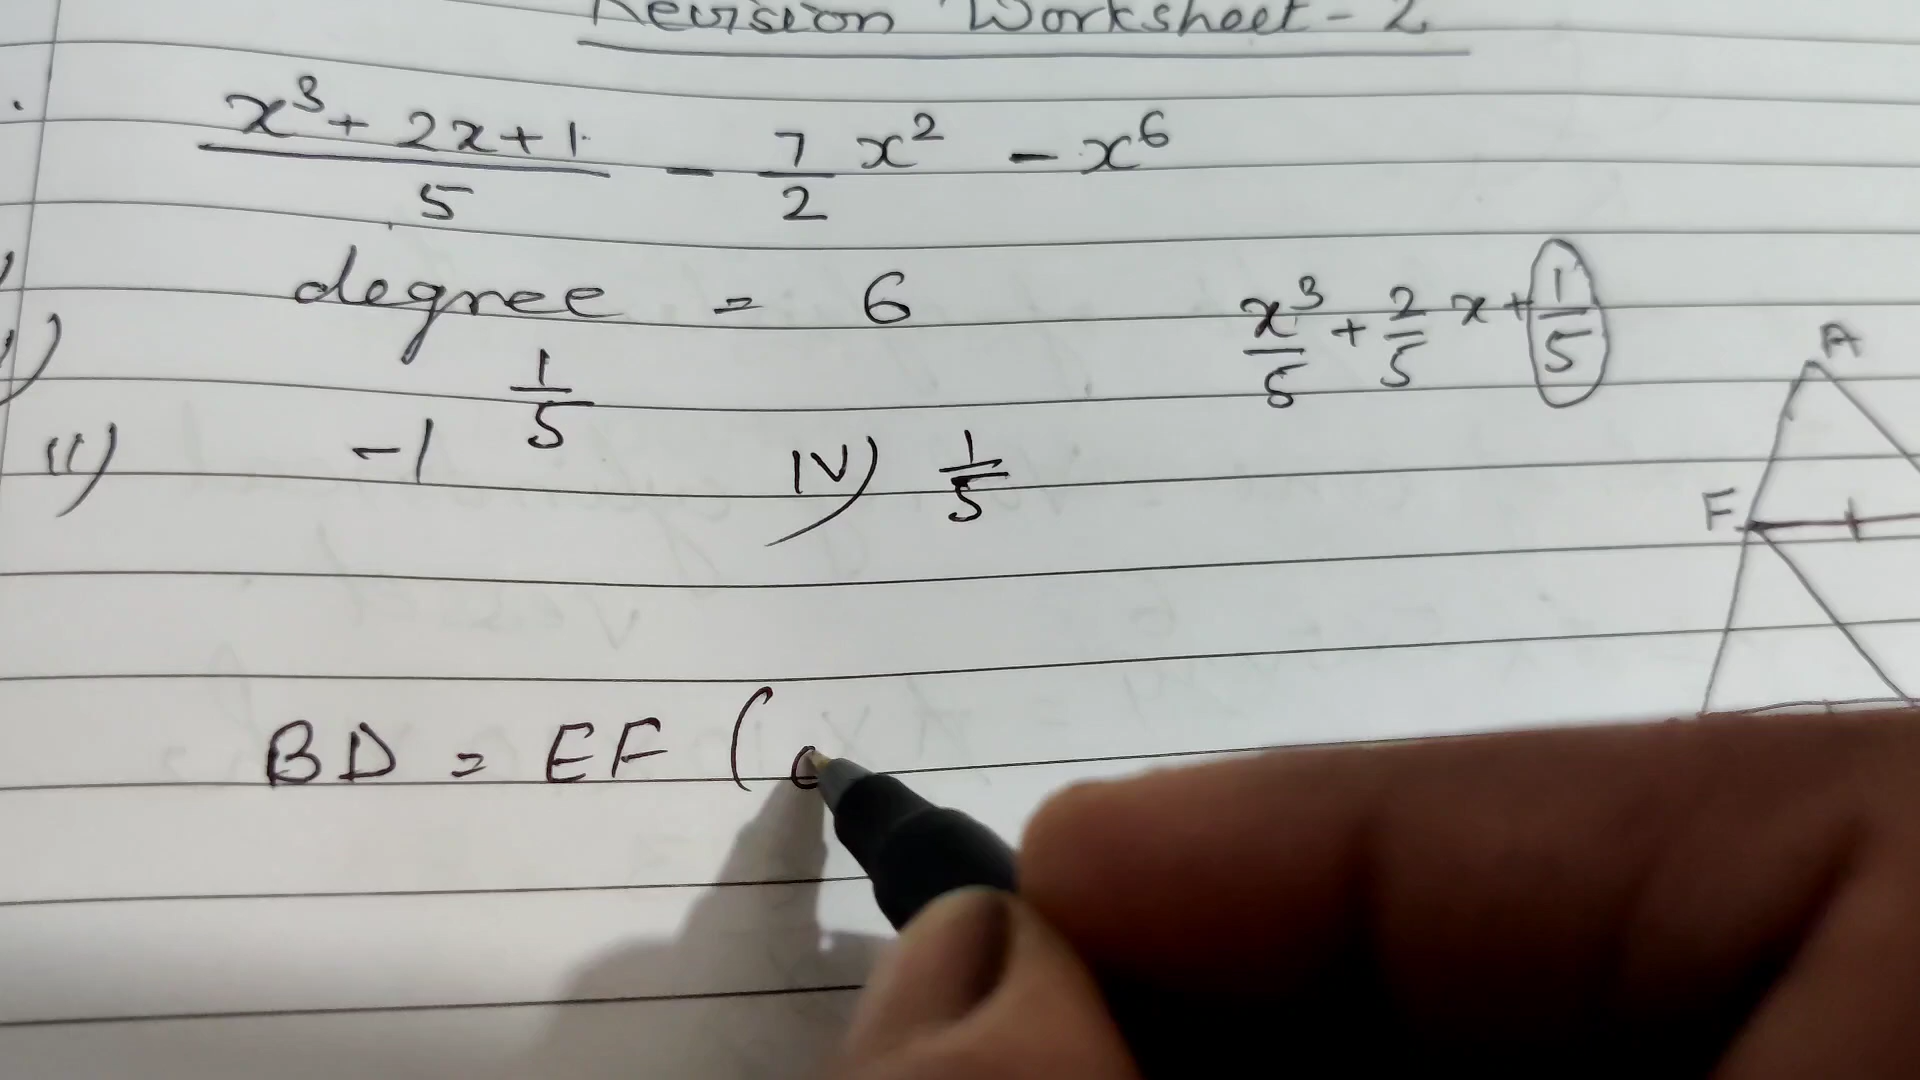 Revision Worksheet - 2
. x³ + 2x + 1 / 5 - 7/2 x² - x⁶
) degree = 6
x³/5 + 2/5 x + 1/5
) 1/5
A
(1) -1
IV) 1/5
F
BD = EF (